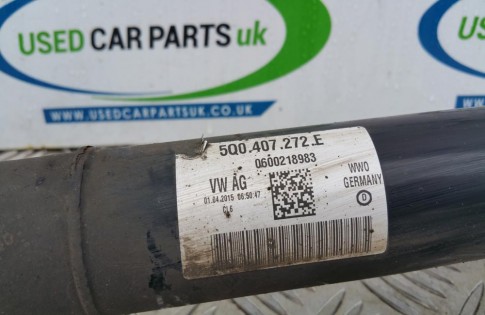 USED CAR PARTS uk
WWW.USEDCARPARTSUK.CO.UK
5Q0.407.272.E
0600218983
VW AG
01.04.2015 06:50:47
CL6
WWO
GERMANY